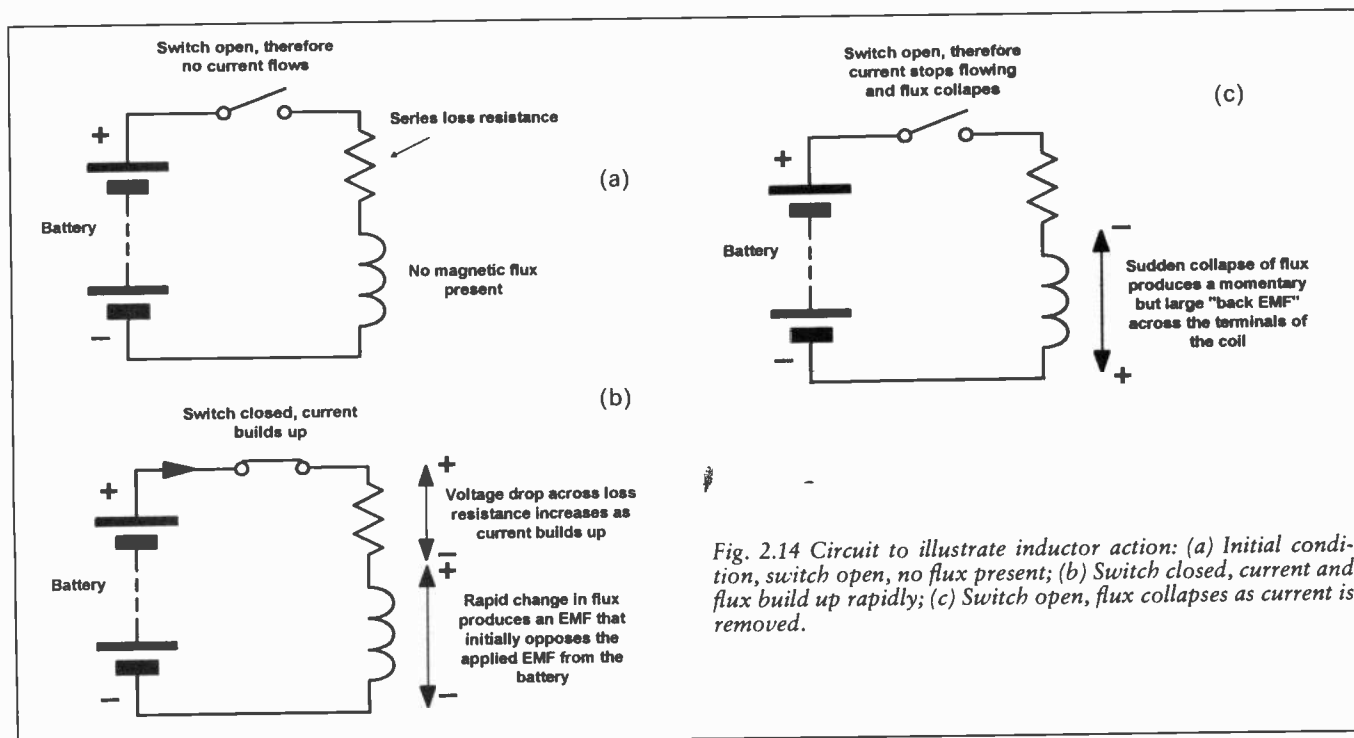 Switch open, therefore
no current flows
+
Series loss resistance
(a)
Battery
No magnetic flux
present
−
Switch open, therefore
current stops flowing
and flux collapes
(c)
+
−
Battery
Sudden collapse of flux
produces a momentary
but large "back EMF"
across the terminals of
the coil
−
+
(b)
Switch closed, current
builds up
+
+
Voltage drop across loss
resistance increases as
current builds up
−
+
Battery
Rapid change in flux
produces an EMF that
initially opposes the
applied EMF from the
battery
−
−
Fig. 2.14 Circuit to illustrate inductor action: (a) Initial condi-
tion, switch open, no flux present; (b) Switch closed, current and
flux build up rapidly; (c) Switch open, flux collapses as current is
removed.